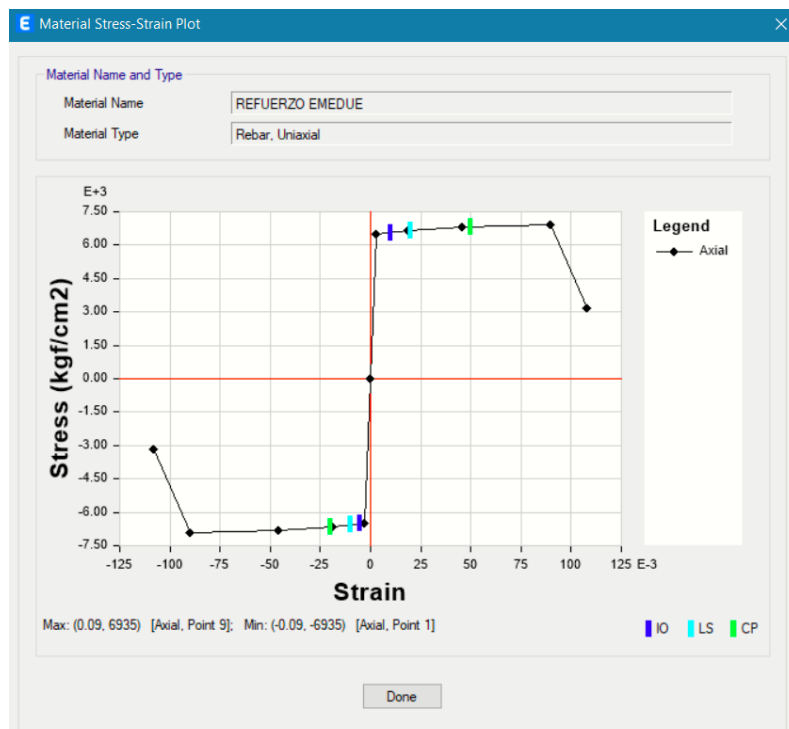 E Material Stress-Strain Plot
Material Name and Type
Material Name REFUERZO EMEDUE
Material Type Rebar, Uniaxial
E+3
7.50
6.00
4.50
3.00
1.50
0.00
-1.50
-3.00
-4.50
-6.00
-7.50
Stress (kgf/cm2)
-125 -100 -75 -50 -25 0 25 50 75 100 125 E-3
Strain
Legend
Axial
Max: (0.09, 6935) [Axial, Point 9]; Min: (-0.09, -6935) [Axial, Point 1]
IO LS CP
Done